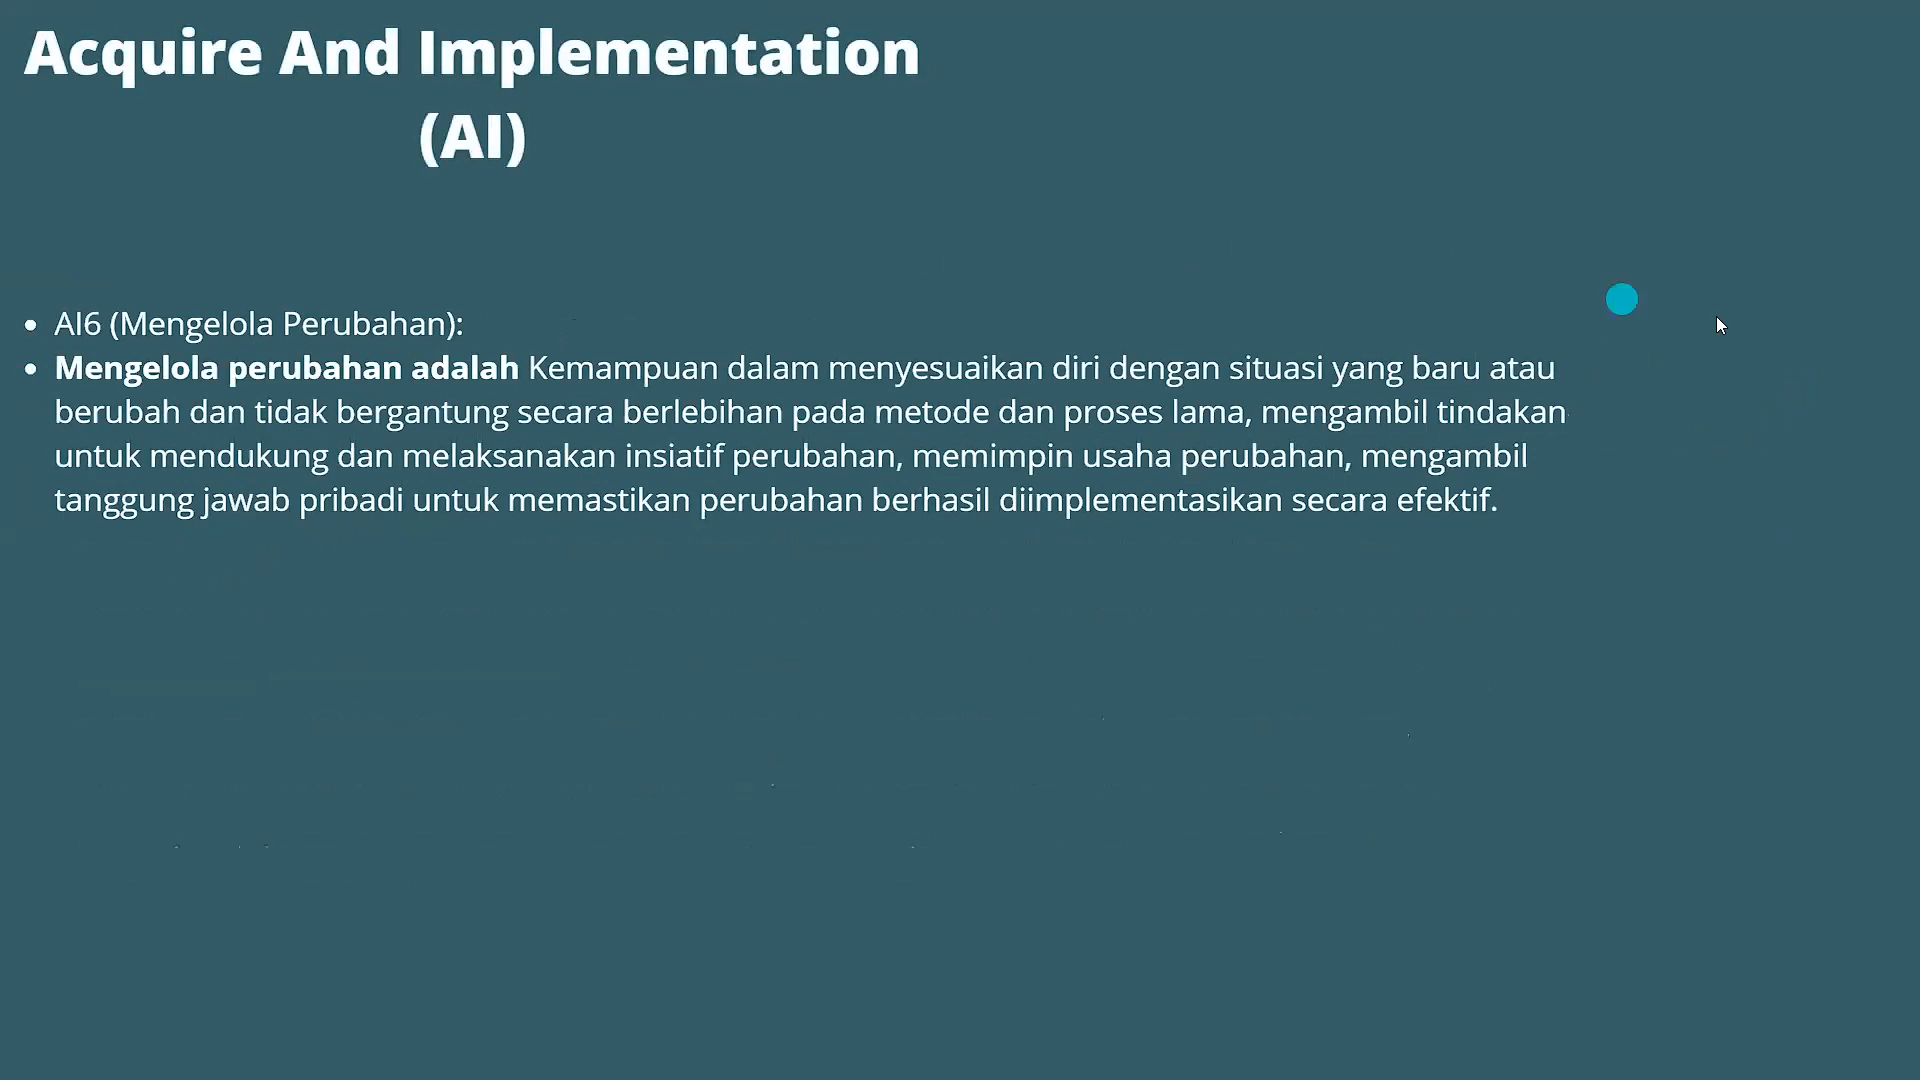 Acquire And Implementation
(AI)
• AI6 (Mengelola Perubahan):
• Mengelola perubahan adalah Kemampuan dalam menyesuaikan diri dengan situasi yang baru atau
berubah dan tidak bergantung secara berlebihan pada metode dan proses lama, mengambil tindakan
untuk mendukung dan melaksanakan insiatif perubahan, memimpin usaha perubahan, mengambil
tanggung jawab pribadi untuk memastikan perubahan berhasil diimplementasikan secara efektif.